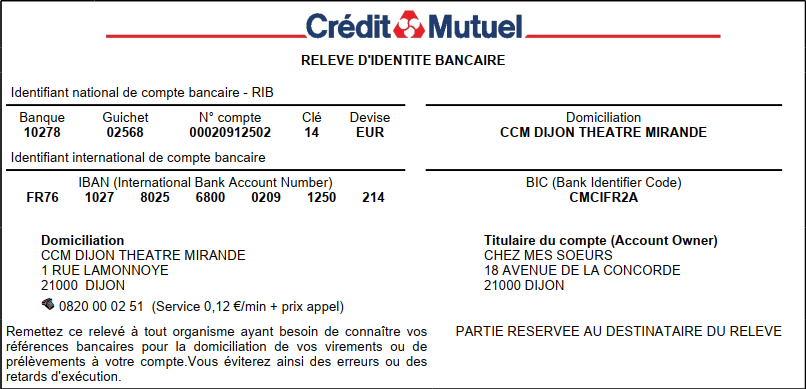 Crédit Mutuel
RELEVE D'IDENTITE BANCAIRE
Identifiant national de compte bancaire - RIB
Banque Guichet N° compte Clé Devise Domiciliation
10278 02568 00020912502 14 EUR CCM DIJON THEATRE MIRANDE
Identifiant international de compte bancaire
IBAN (International Bank Account Number) BIC (Bank Identifier Code)
FR76 1027 8025 6800 0209 1250 214 CMCIFR2A
Domiciliation
CCM DIJON THEATRE MIRANDE
1 RUE LAMONNOYE
21000 DIJON
0820 00 02 51 (Service 0,12 €/min + prix appel)
Titulaire du compte (Account Owner)
CHEZ MES SOEURS
18 AVENUE DE LA CONCORDE
21000 DIJON
Remettez ce relevé à tout organisme ayant besoin de connaître vos
références bancaires pour la domiciliation de vos virements ou de
prélèvements à votre compte.Vous éviterez ainsi des erreurs ou des
retards d'exécution.
PARTIE RESERVEE AU DESTINATAIRE DU RELEVE